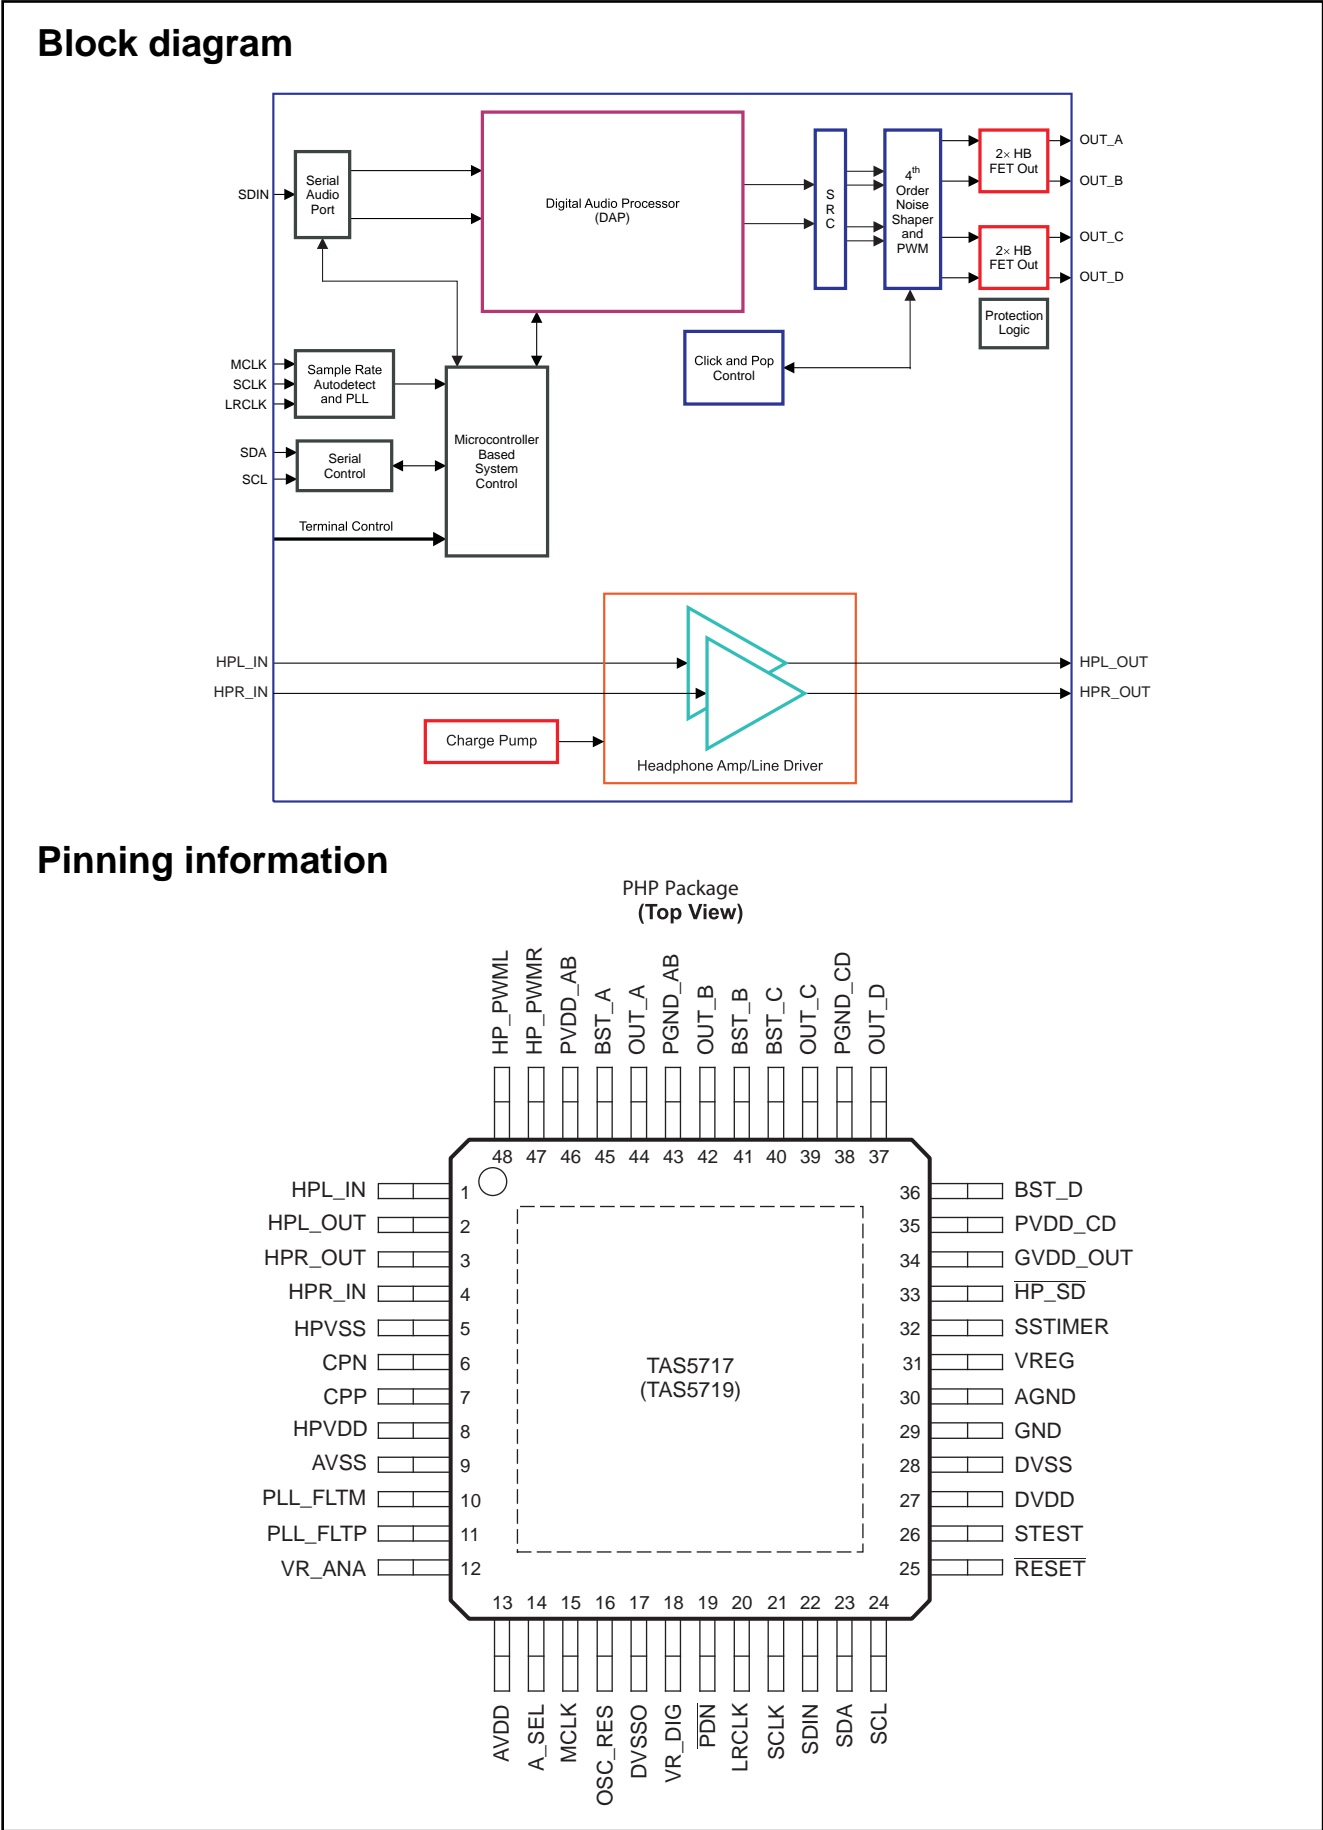 Block diagram
SDIN
Serial
Audio
Port
Digital Audio Processor
(DAP)
S
R
C
4th
Order
Noise
Shaper
and
PWM
2× HB
FET Out
OUT_A
OUT_B
2× HB
FET Out
OUT_C
OUT_D
Protection
Logic
Click and Pop
Control
MCLK
SCLK
LRCLK
Sample Rate
Autodetect
and PLL
SDA
SCL
Serial
Control
Microcontroller
Based
System
Control
Terminal Control
HPL_IN
HPR_IN
HPL_OUT
HPR_OUT
Charge Pump
Headphone Amp/Line Driver
Pinning information
PHP Package
(Top View)
HP_PWML
HP_PWMR
PVDD_AB
BST_A
OUT_A
PGND_AB
OUT_B
BST_B
BST_C
OUT_C
PGND_CD
OUT_D
48 47 46 45 44 43 42 41 40 39 38 37
HPL_IN 1
HPL_OUT 2
HPR_OUT 3
HPR_IN 4
HPVSS 5
CPN 6
CPP 7
HPVDD 8
AVSS 9
PLL_FLTM 10
PLL_FLTP 11
VR_ANA 12
TAS5717
(TAS5719)
36 BST_D
35 PVDD_CD
34 GVDD_OUT
33 HP_SD
32 SSTIMER
31 VREG
30 AGND
29 GND
28 DVSS
27 DVDD
26 STEST
25 RESET
13 14 15 16 17 18 19 20 21 22 23 24
AVDD
A_SEL
MCLK
OSC_RES
DVSSO
VR_DIG
PDN
LRCLK
SCLK
SDIN
SDA
SCL